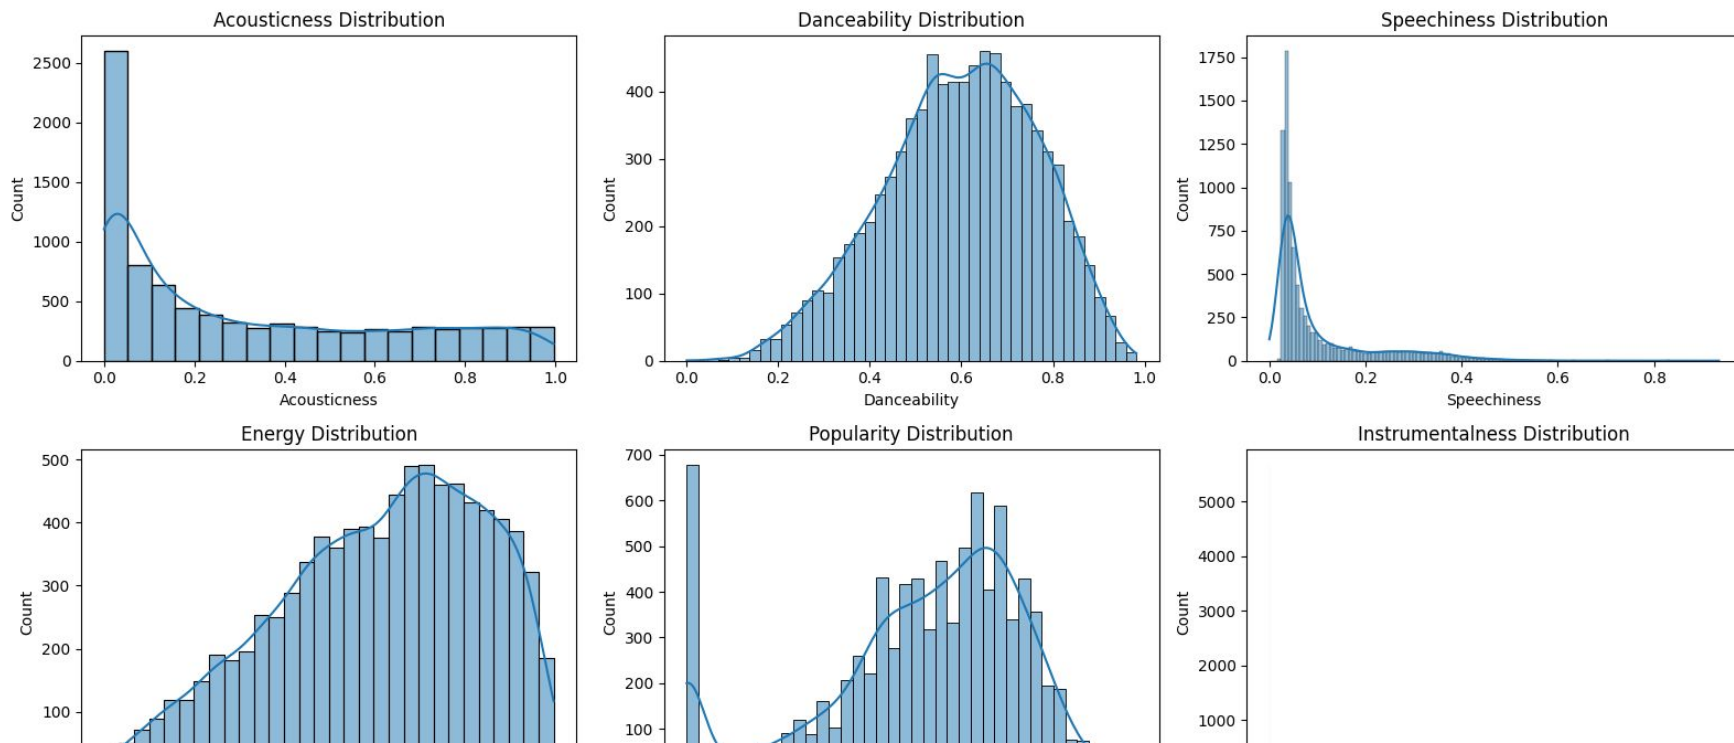 Acousticness Distribution
2500
2000
1500
1000
500
0
Count
0.0 0.2 0.4 0.6 0.8 1.0
Acousticness
Danceability Distribution
400
300
200
100
0
Count
0.0 0.2 0.4 0.6 0.8 1.0
Danceability
Speechiness Distribution
1750
1500
1250
1000
750
500
250
0
Count
0.0 0.2 0.4 0.6 0.8
Speechiness
Energy Distribution
500
400
300
200
100
Count
Popularity Distribution
700
600
500
400
300
200
100
Count
Instrumentalness Distribution
5000
4000
3000
2000
1000
Count